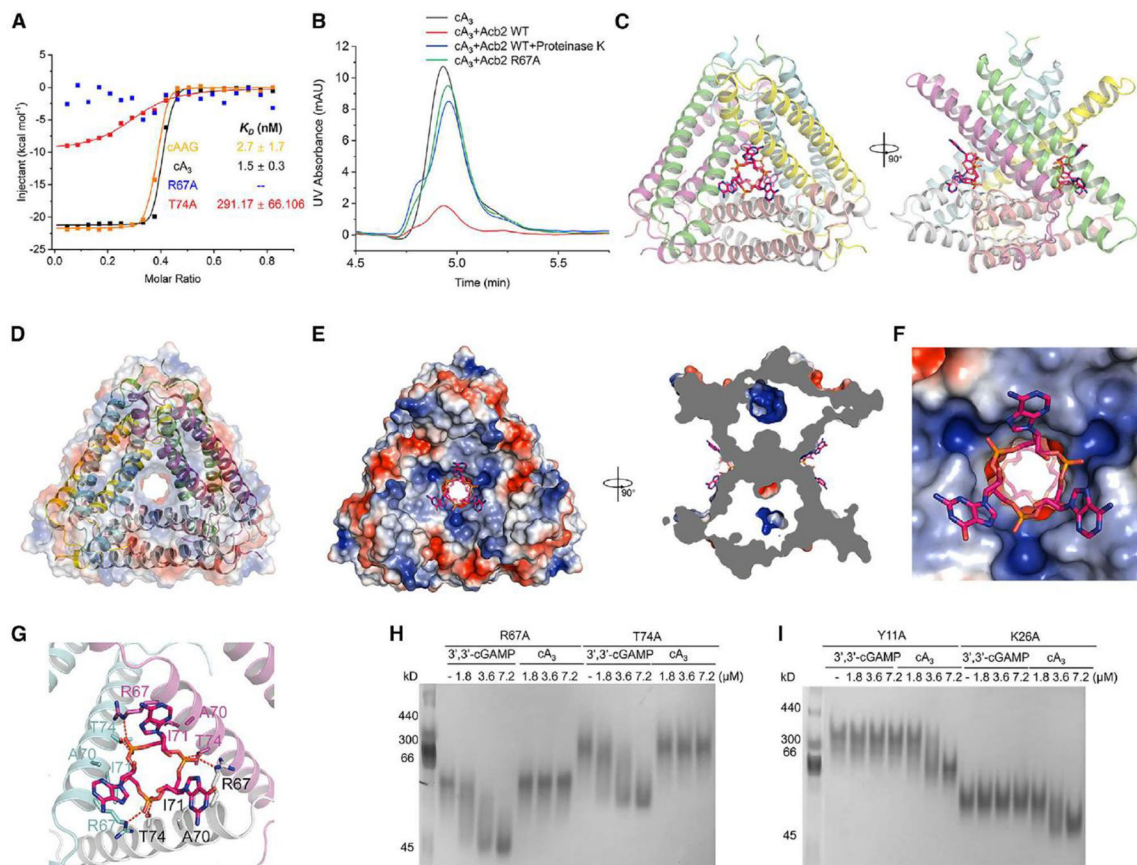 A
Injectant (kcal mol⁻¹)
0
-5
-10
-15
-20
-25
0.0 0.2 0.4 0.6 0.8
Molar Ratio
K_D (nM)
cAAG 2.7 ± 1.7
cA₃ 1.5 ± 0.3
R67A --
T74A 291.17 ± 66.106
B
cA₃
cA₃+Acb2 WT
cA₃+Acb2 WT+Proteinase K
cA₃+Acb2 R67A
UV Absorbance (mAU)
12
10
8
6
4
2
0
4.5 5.0 5.5
Time (min)
C
90°
D
E
90°
F
G
R67
A70
T74
I71
T74
A70
I71
R67
I71
R67
T74
A70
H
R67A T74A
3',3'-cGAMP cA₃ 3',3'-cGAMP cA₃
kD - 1.8 3.6 7.2 1.8 3.6 7.2 - 1.8 3.6 7.2 1.8 3.6 7.2 (μM)
440
300
66
45
I
Y11A K26A
3',3'-cGAMP cA₃ 3',3'-cGAMP cA₃
kD - 1.8 3.6 7.2 1.8 3.6 7.2 - 1.8 3.6 7.2 1.8 3.6 7.2 (μM)
440
300
66
45